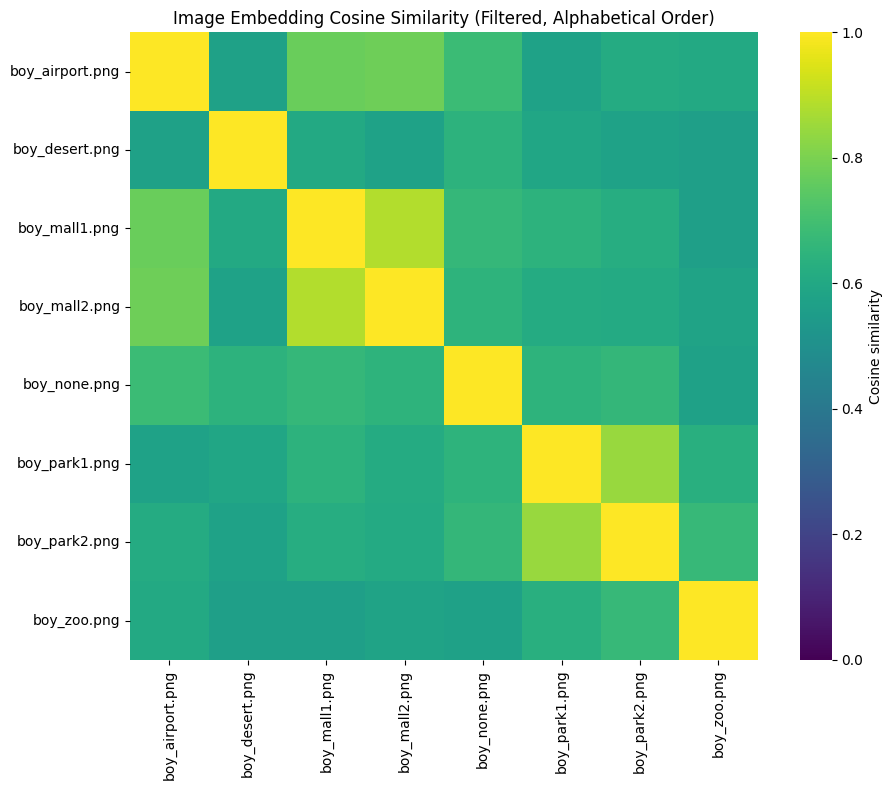 Image Embedding Cosine Similarity (Filtered, Alphabetical Order)
boy_airport.png
boy_desert.png
boy_mall1.png
boy_mall2.png
boy_none.png
boy_park1.png
boy_park2.png
boy_zoo.png
boy_airport.png
boy_desert.png
boy_mall1.png
boy_mall2.png
boy_none.png
boy_park1.png
boy_park2.png
boy_zoo.png
1.0
0.8
0.6
0.4
0.2
0.0
Cosine similarity